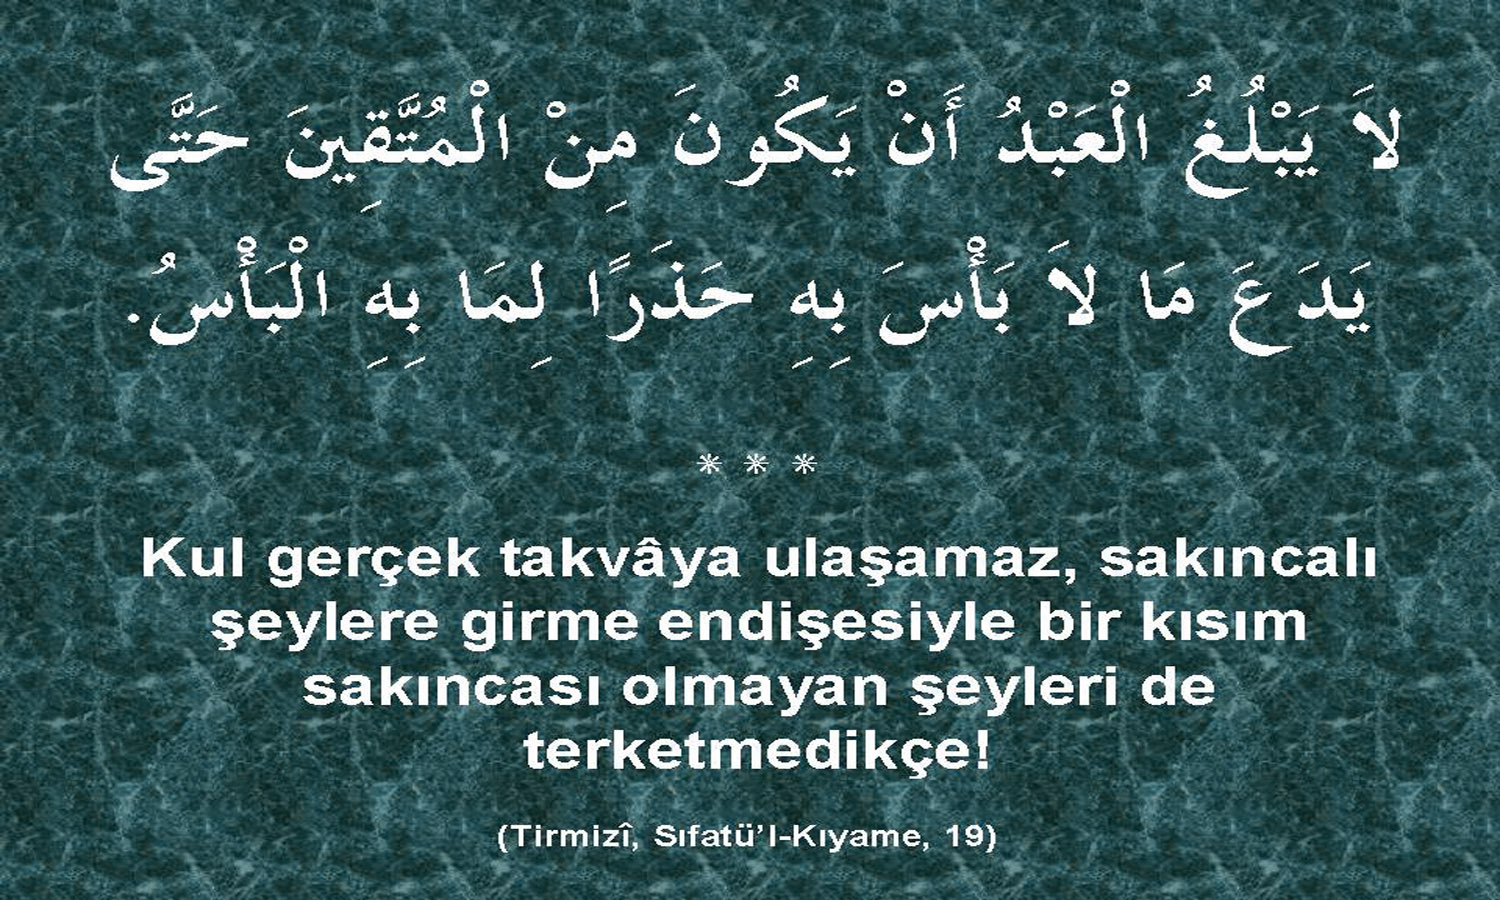 لاَ يَبْلُغُ الْعَبْدُ أَنْ يَكُونَ مِنْ الْمُتَّقِينَ حَتَّى
يَدَعَ مَا لاَ بَأْسَ بِهِ حَذَرًا لِمَا بِهِ الْبَأْسُ.
* * *
Kul gerçek takvâya ulaşamaz, sakıncalı
şeylere girme endişesiyle bir kısım
sakıncası olmayan şeyleri de
terketmedikçe!
(Tirmizî, Sıfatü’l-Kıyame, 19)